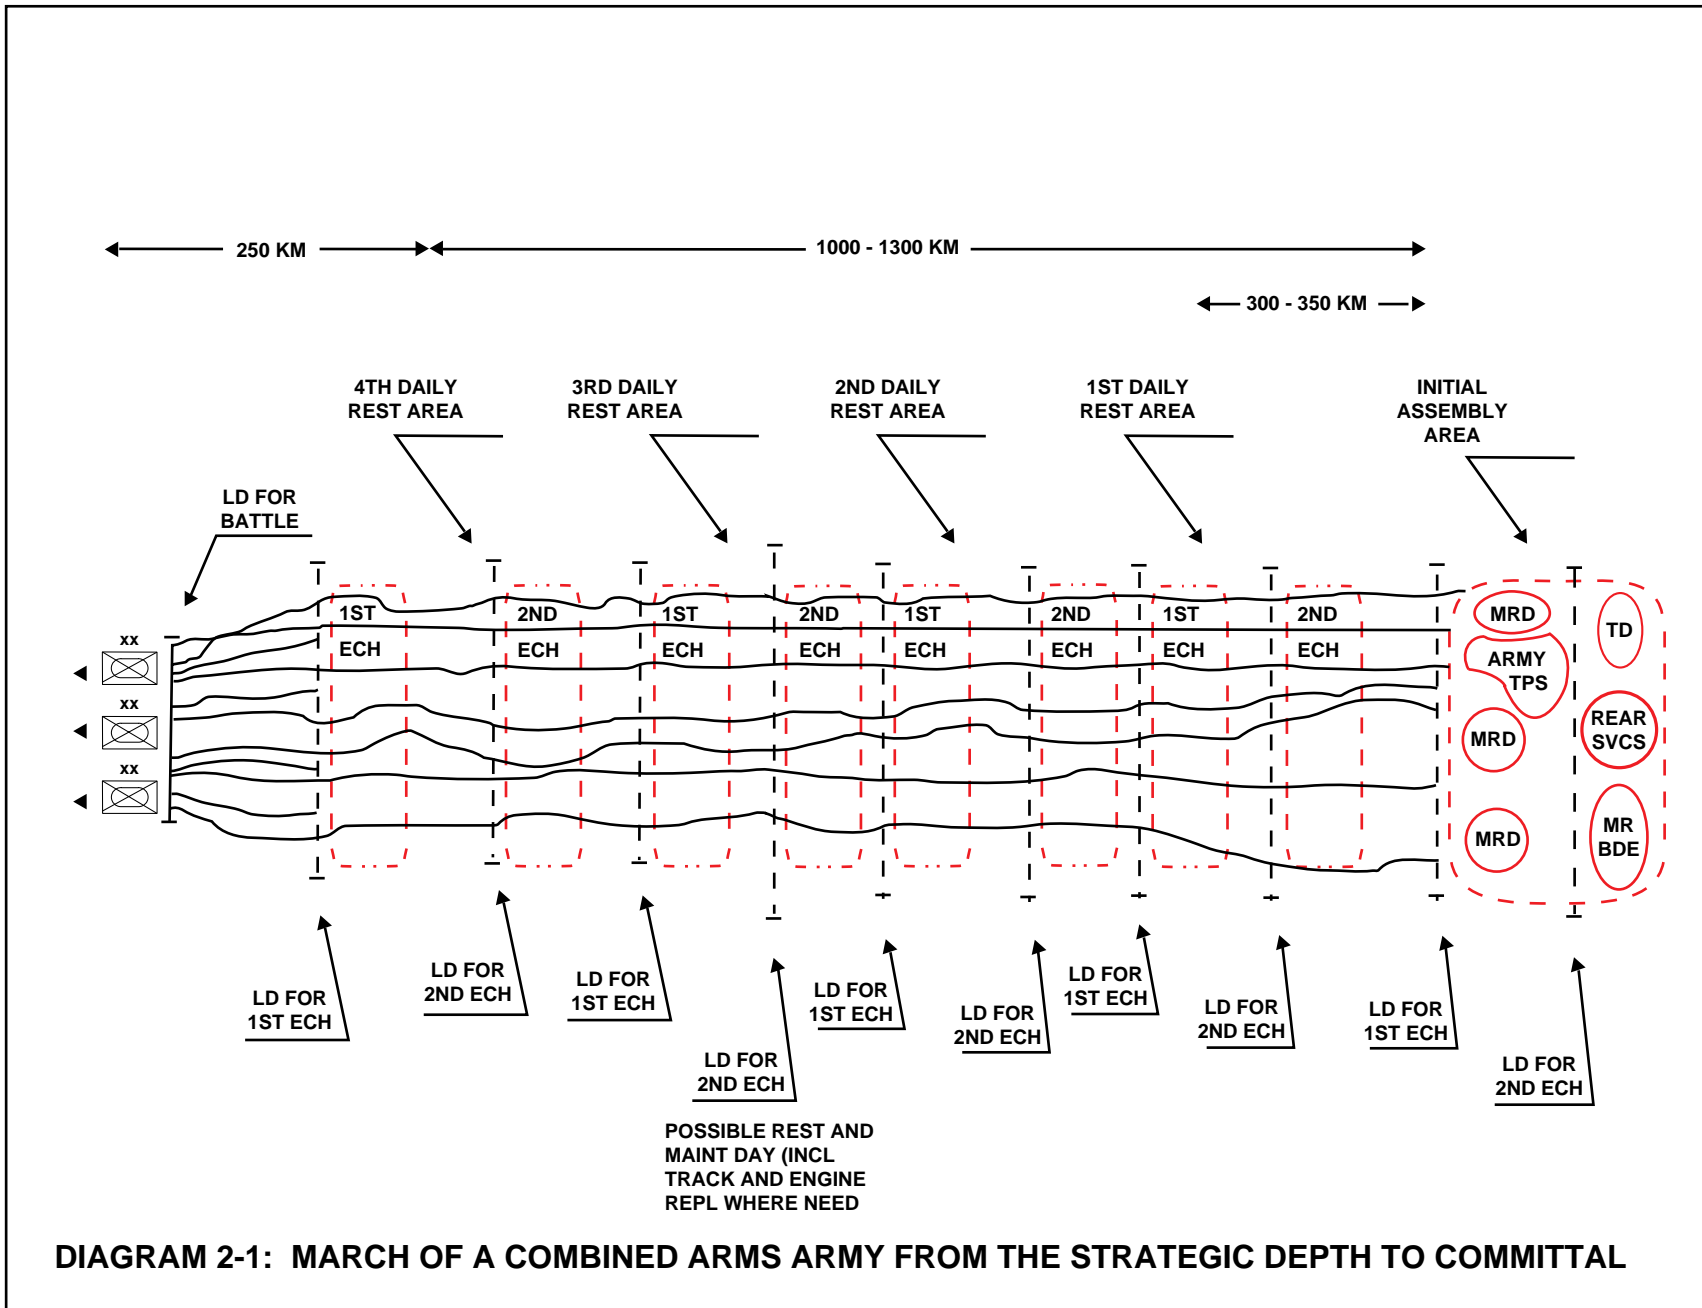 250 KM
1000 - 1300 KM
300 - 350 KM
4TH DAILY
REST AREA
3RD DAILY
REST AREA
2ND DAILY
REST AREA
1ST DAILY
REST AREA
INITIAL
ASSEMBLY
AREA
LD FOR
BATTLE
xx
xx
xx
1ST
ECH
2ND
ECH
1ST
ECH
2ND
ECH
1ST
ECH
2ND
ECH
1ST
ECH
2ND
ECH
MRD
TD
ARMY
TPS
MRD
REAR
SVCS
MRD
MR
BDE
LD FOR
1ST ECH
LD FOR
2ND ECH
LD FOR
1ST ECH
LD FOR
2ND ECH
LD FOR
1ST ECH
LD FOR
2ND ECH
LD FOR
1ST ECH
LD FOR
2ND ECH
LD FOR
1ST ECH
LD FOR
2ND ECH
POSSIBLE REST AND
MAINT DAY (INCL
TRACK AND ENGINE
REPL WHERE NEED
DIAGRAM 2-1: MARCH OF A COMBINED ARMS ARMY FROM THE STRATEGIC DEPTH TO COMMITTAL